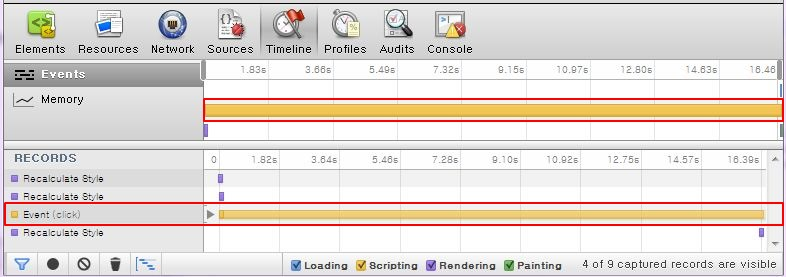 Elements Resources Network Sources Timeline Profiles Audits Console
Events 1.83s 3.66s 5.49s 7.32s 9.15s 10.97s 12.80s 14.63s 16.46
Memory
RECORDS 0 1.82s 3.64s 5.46s 7.28s 9.10s 10.92s 12.75s 14.57s 16.39s
Recalculate Style
Recalculate Style
Event (click)
Recalculate Style
Loading Scripting Rendering Painting 4 of 9 captured records are visible